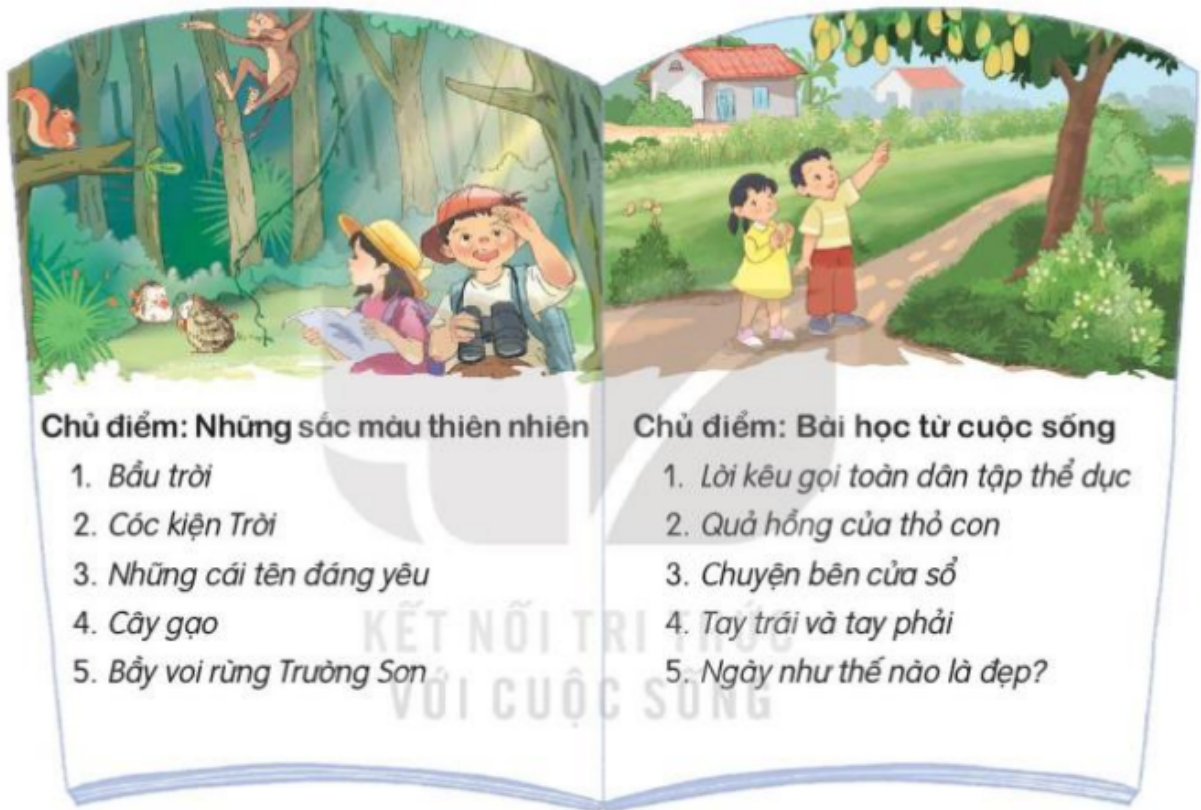 Chủ điểm: Những sắc màu thiên nhiên
1. Bầu trời
2. Cóc kiện Trời
3. Những cái tên đáng yêu
4. Cây gạo
5. Bầy voi rừng Trường Sơn
Chủ điểm: Bài học từ cuộc sống
1. Lời kêu gọi toàn dân tập thể dục
2. Quả hồng của thỏ con
3. Chuyện bên cửa sổ
4. Tay trái và tay phải
5. Ngày như thế nào là đẹp?
KẾT NỐI TRI THỨC
VỚI CUỘC SỐNG